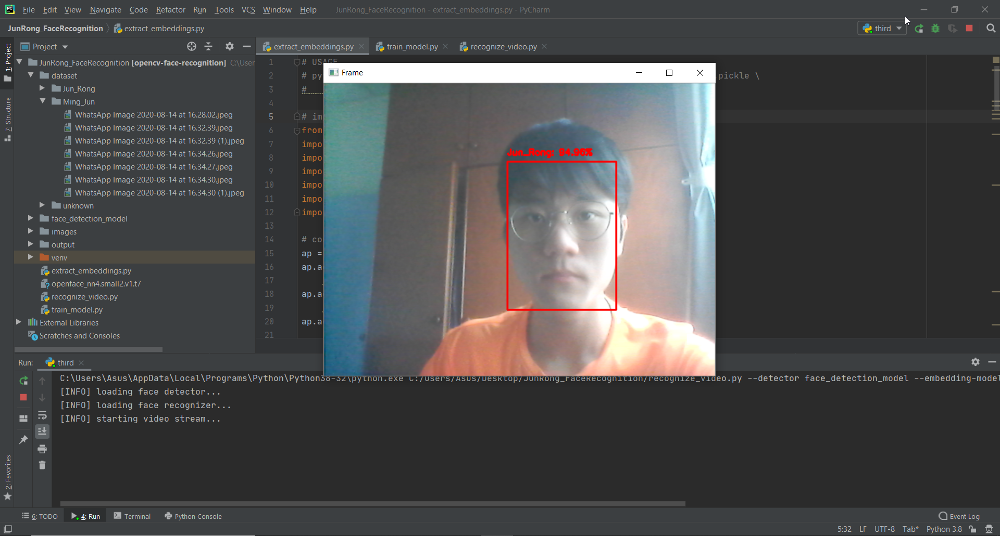 File Edit View Navigate Code Refactor Run Tools VCS Window Help JunRong_FaceRecognition - extract_embeddings.py - PyCharm
JunRong_FaceRecognition extract_embeddings.py third
Project
1: Project
7: Structure
2: Favorites
extract_embeddings.py train_model.py recognize_video.py
JunRong_FaceRecognition [opencv-face-recognition] C:\User
dataset
Jun_Rong
Ming_Jun
WhatsApp Image 2020-08-14 at 16.28.02.jpeg
WhatsApp Image 2020-08-14 at 16.32.39.jpeg
WhatsApp Image 2020-08-14 at 16.32.39 (1).jpeg
WhatsApp Image 2020-08-14 at 16.34.26.jpeg
WhatsApp Image 2020-08-14 at 16.34.27.jpeg
WhatsApp Image 2020-08-14 at 16.34.30.jpeg
WhatsApp Image 2020-08-14 at 16.34.30 (1).jpeg
unknown
face_detection_model
images
output
venv
extract_embeddings.py
openface_nn4.small2.v1.t7
recognize_video.py
train_model.py
External Libraries
Scratches and Consoles
1 # USAGE
2 # py .pickle \
3 #
4
5 # im
6 from
7 impo
8 impo
9 impo
10 impo
11 impo
12 impo
13
14 # co
15 ap =
16 ap.a
17
18 ap.a
19
20 ap.a
21
Frame
Jun_Rong: 94.96%
Run: third
C:\Users\Asus\AppData\Local\Programs\Python\Python38-32\python.exe C:/Users/Asus/Desktop/JunRong_FaceRecognition/recognize_video.py --detector face_detection_model --embedding-model
[INFO] loading face detector...
[INFO] loading face recognizer...
[INFO] starting video stream...
6: TODO 4: Run Terminal Python Console Event Log
5:32 LF UTF-8 Tab* Python 3.8